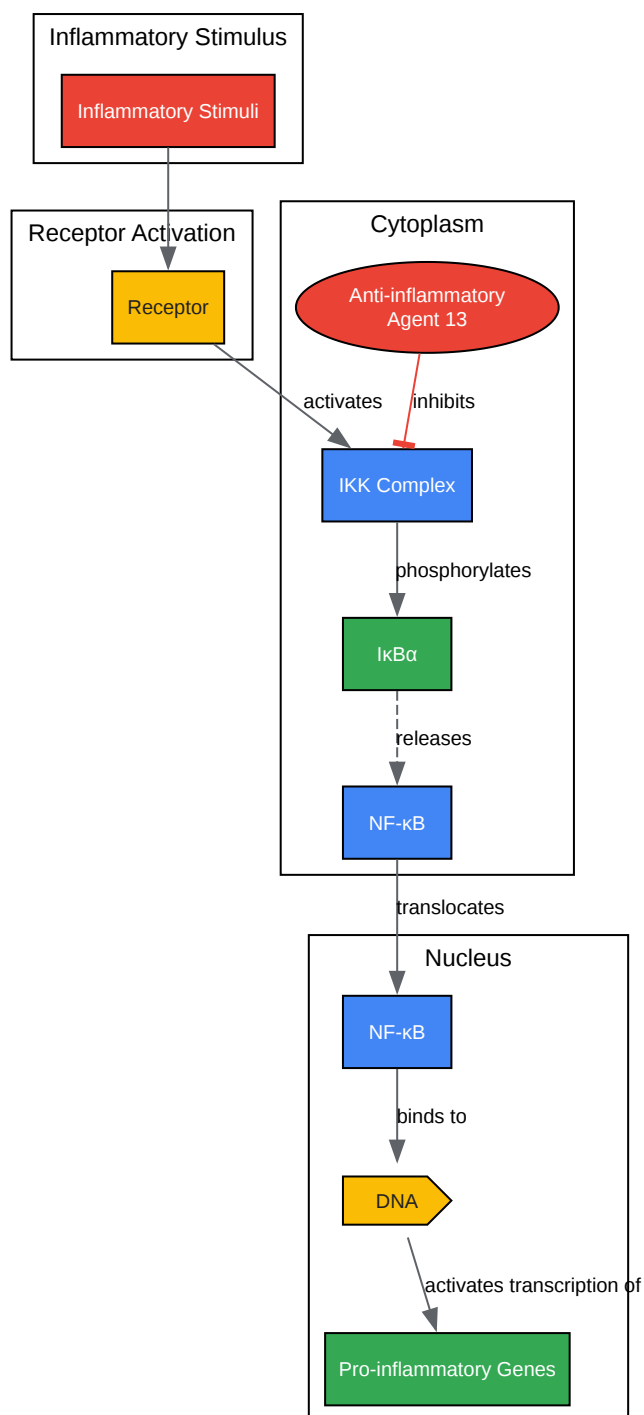 Inflammatory Stimulus
Inflammatory Stimuli
Receptor Activation
Receptor
Cytoplasm
Anti-inflammatory
Agent 13
activates
inhibits
IKK Complex
phosphorylates
IκBα
releases
NF-κB
translocates
Nucleus
NF-κB
binds to
DNA
activates transcription of
Pro-inflammatory Genes